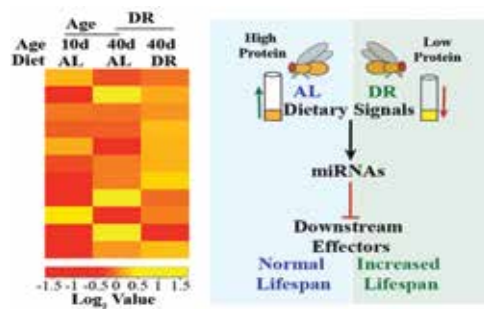 Age DR
Age 10d 40d 40d
Diet AL AL DR
-1.5 -1 -0.5 0 0.5 1 1.5
Log2 Value
High Protein
Low Protein
AL DR
Dietary Signals
miRNAs
Downstream
Effectors
Normal Increased
Lifespan Lifespan